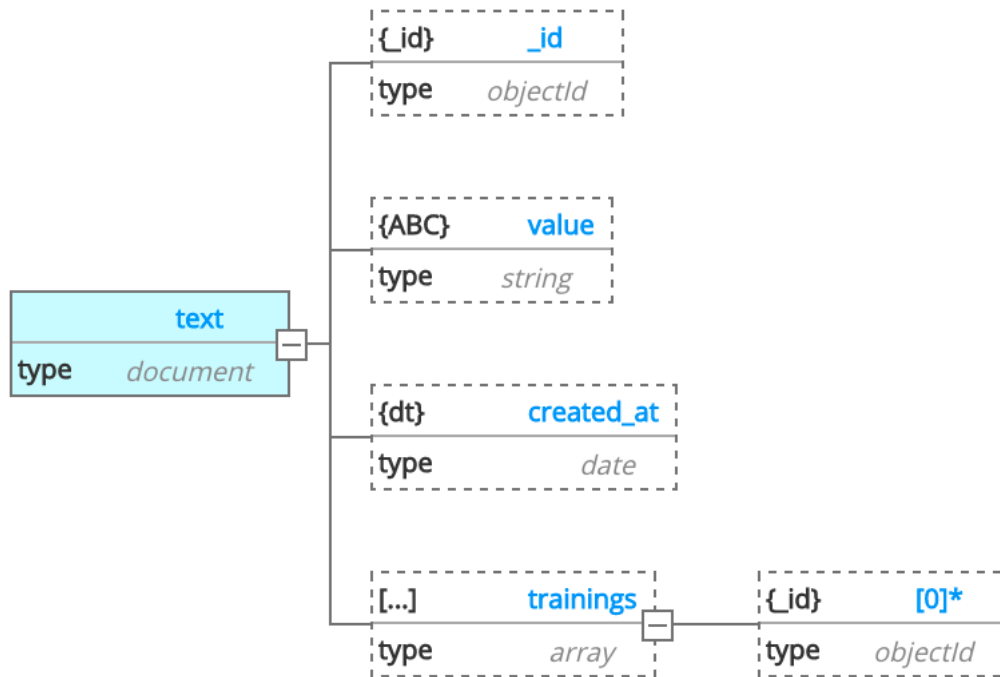 {_id} _id
type objectId
{ABC} value
type string
text
type document
{dt} created_at
type date
[...] trainings
type array
{_id} [0]*
type objectId